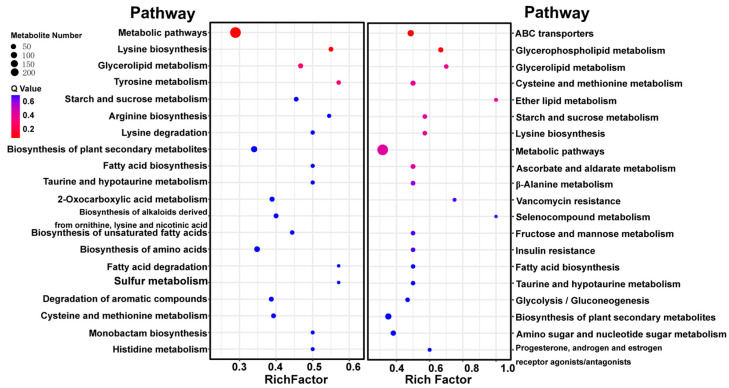 Pathway
Pathway
Metabolite Number
50
100
150
200
Q Value
0.6
0.4
0.2
Metabolic pathways
Lysine biosynthesis
Glycerolipid metabolism
Tyrosine metabolism
Starch and sucrose metabolism
Arginine biosynthesis
Lysine degradation
Biosynthesis of plant secondary metabolites
Fatty acid biosynthesis
Taurine and hypotaurine metabolism
2-Oxocarboxylic acid metabolism
Biosynthesis of alkaloids derived
from ornithine, lysine and nicotinic acid
Biosynthesis of unsaturated fatty acids
Biosynthesis of amino acids
Fatty acid degradation
Sulfur metabolism
Degradation of aromatic compounds
Cysteine and methionine metabolism
Monobactam biosynthesis
Histidine metabolism
0.3 0.4 0.5 0.6
RichFactor
ABC transporters
Glycerophospholipid metabolism
Glycerolipid metabolism
Cysteine and methionine metabolism
Ether lipid metabolism
Starch and sucrose metabolism
Lysine biosynthesis
Metabolic pathways
Ascorbate and aldarate metabolism
β-Alanine metabolism
Vancomycin resistance
Selenocompound metabolism
Fructose and mannose metabolism
Insulin resistance
Fatty acid biosynthesis
Taurine and hypotaurine metabolism
Glycolysis / Gluconeogenesis
Biosynthesis of plant secondary metabolites
Amino sugar and nucleotide sugar metabolism
Progesterone, androgen and estrogen
receptor agonists/antagonists
0.4 0.6 0.8 1.0
Rich Factor